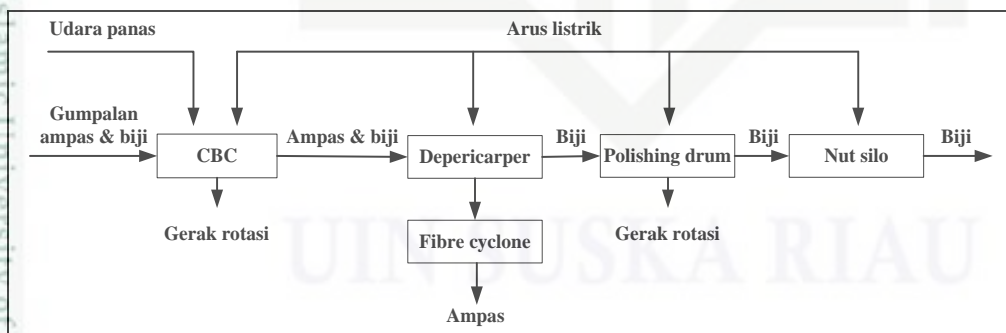 Udara panas
Arus listrik
Gumpalan
ampas & biji
CBC
Ampas & biji
Depericarper
Biji
Polishing drum
Biji
Nut silo
Biji
Gerak rotasi
Fibre cyclone
Gerak rotasi
Ampas
UIN SUSKA RIAU